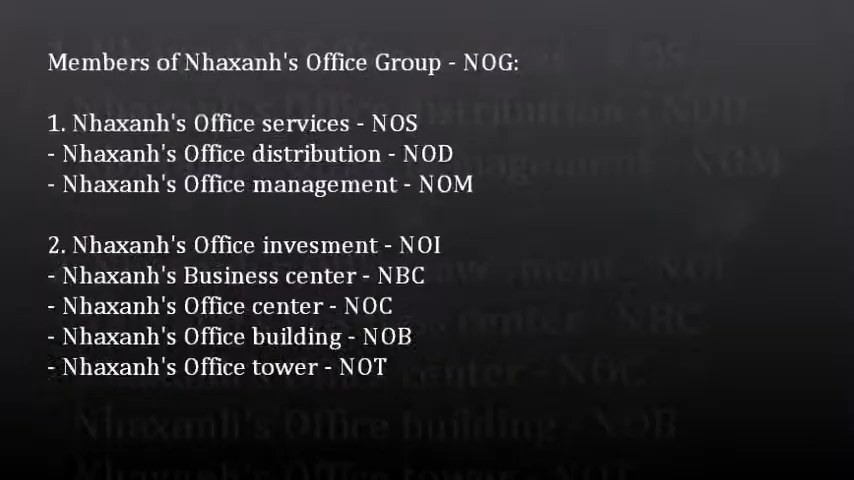 Members of Nhaxanh's Office Group - NOG:
1. Nhaxanh's Office services - NOS
- Nhaxanh's Office distribution - NOD
- Nhaxanh's Office management - NOM
2. Nhaxanh's Office invesment - NOI
- Nhaxanh's Business center - NBC
- Nhaxanh's Office center - NOC
- Nhaxanh's Office building - NOB
- Nhaxanh's Office tower - NOT